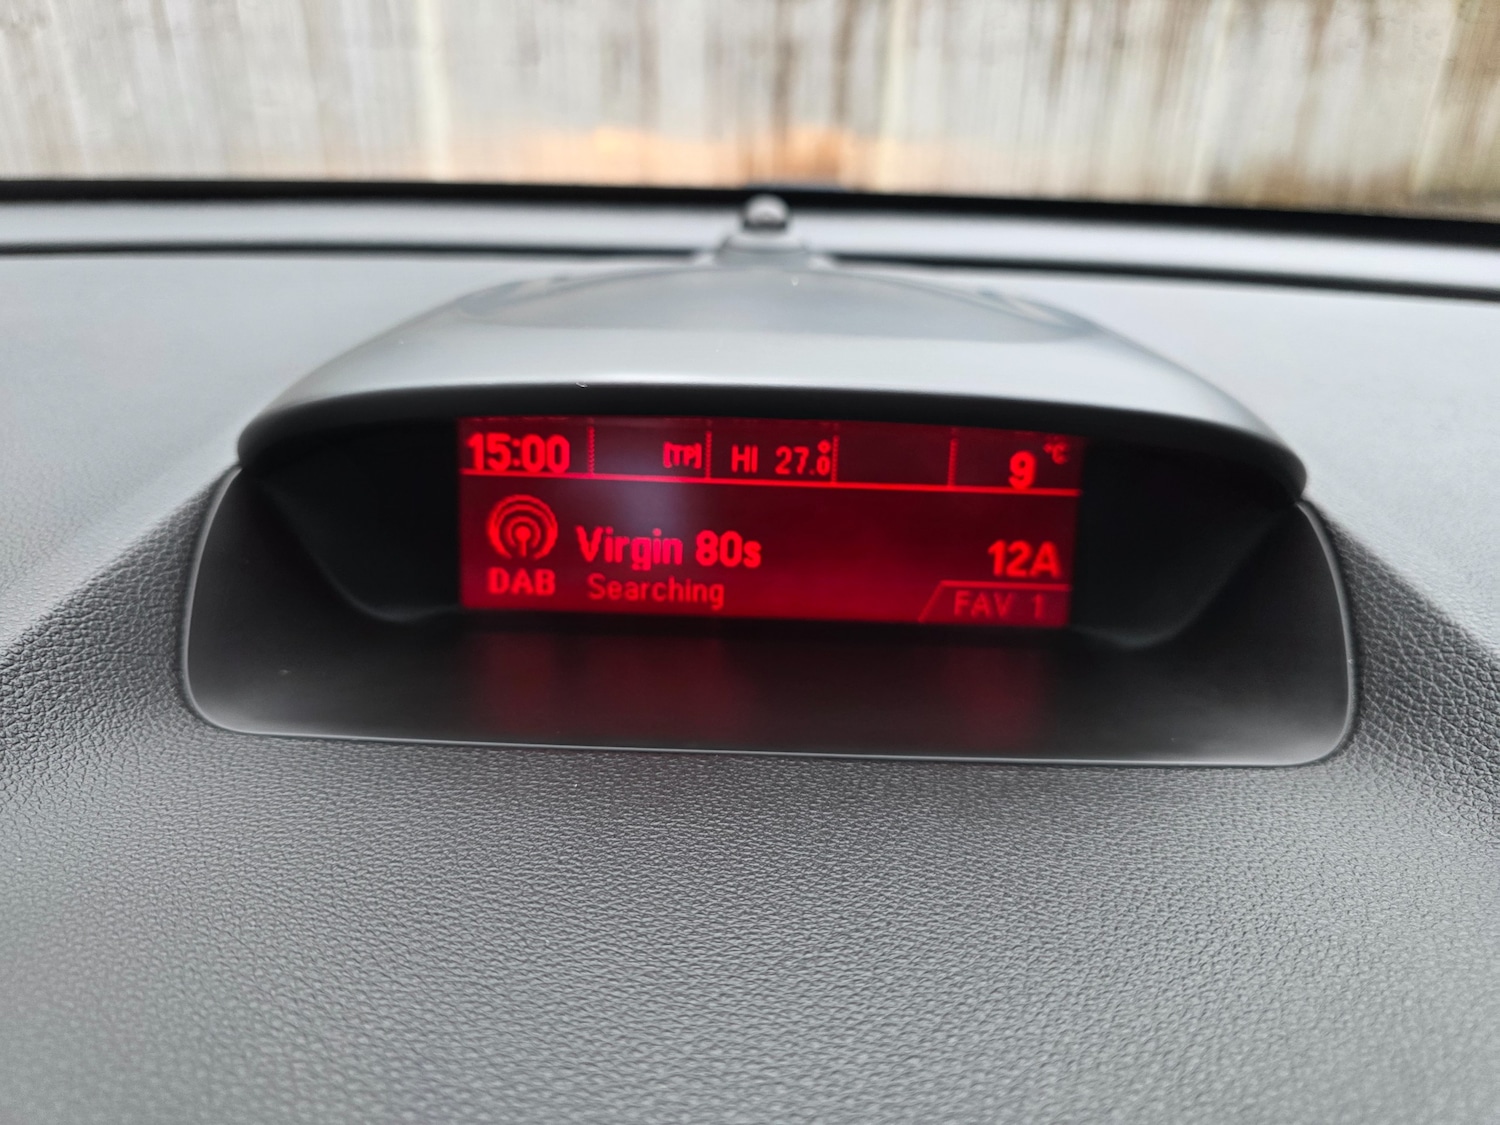 15:00 [TP] HI 27.0 9 °C
Virgin 80s 12A
DAB Searching FAV 1